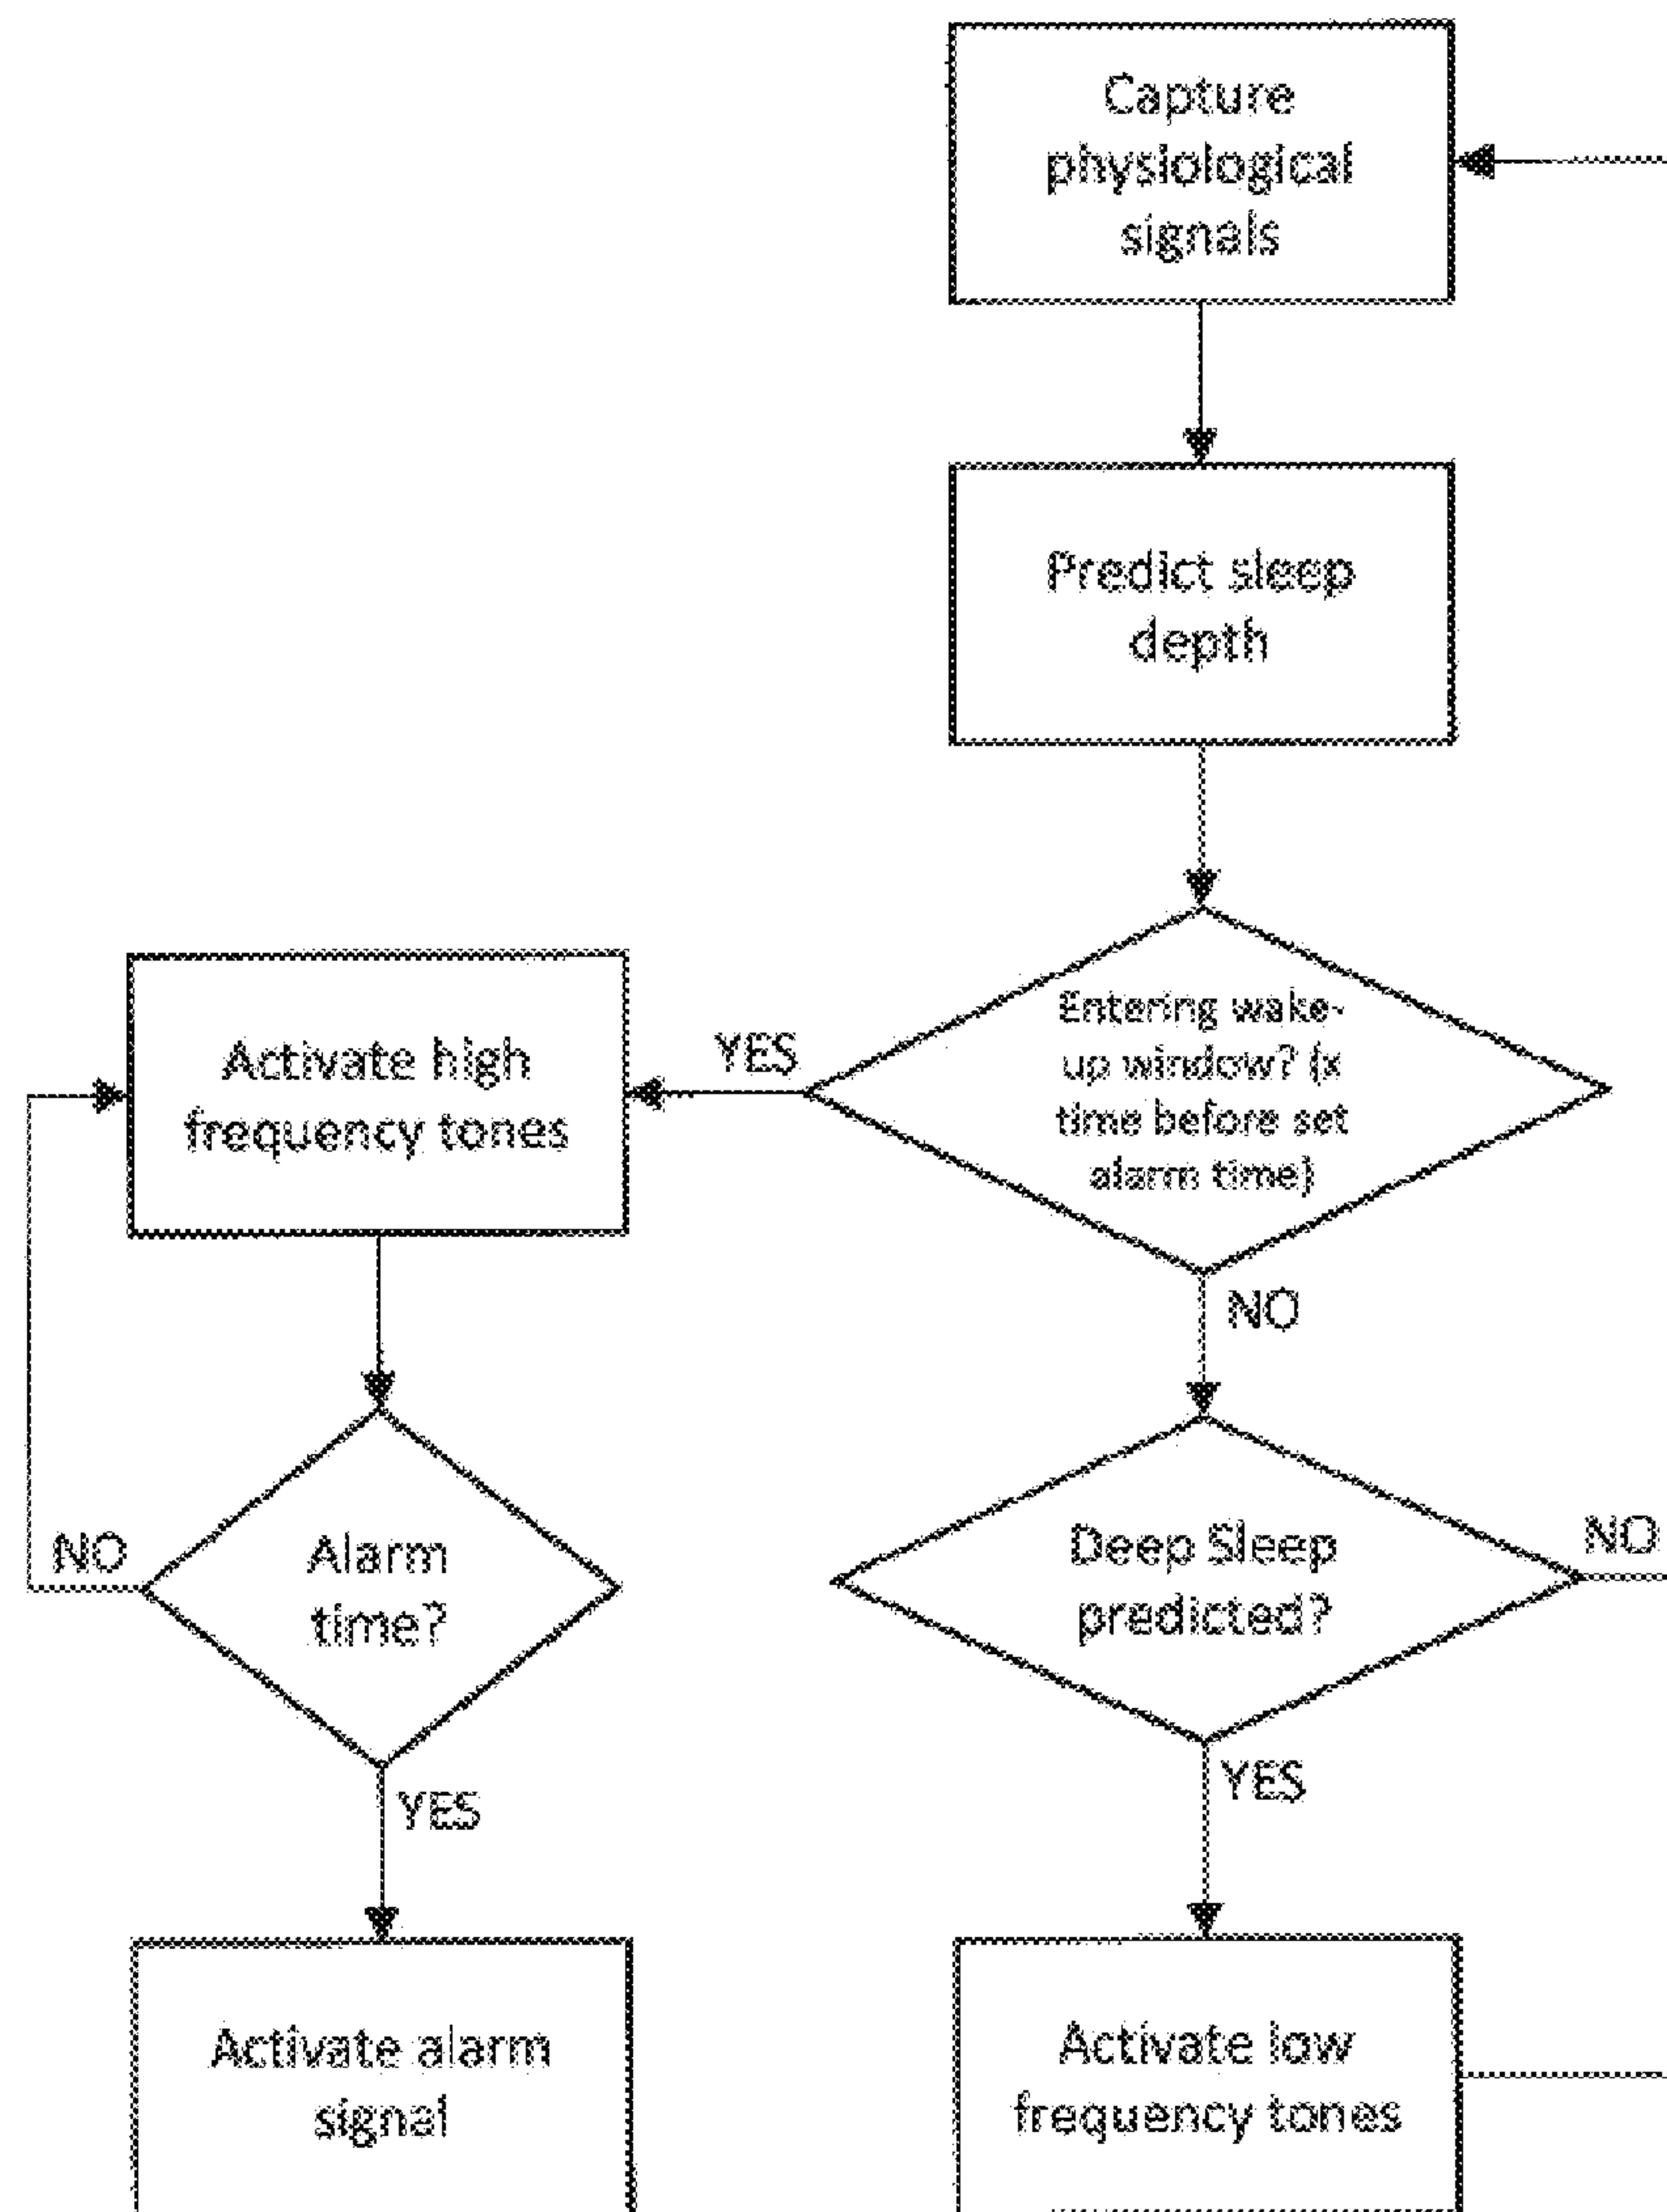 Capture
physiological
signals
Predict sleep
depth
Entering wake-
up window? (x
time before set
alarm time)
YES
Activate high
frequency tones
NO
Alarm
time?
NO
Deep Sleep
predicted?
NO
YES
YES
Activate alarm
signal
Activate low
frequency tones